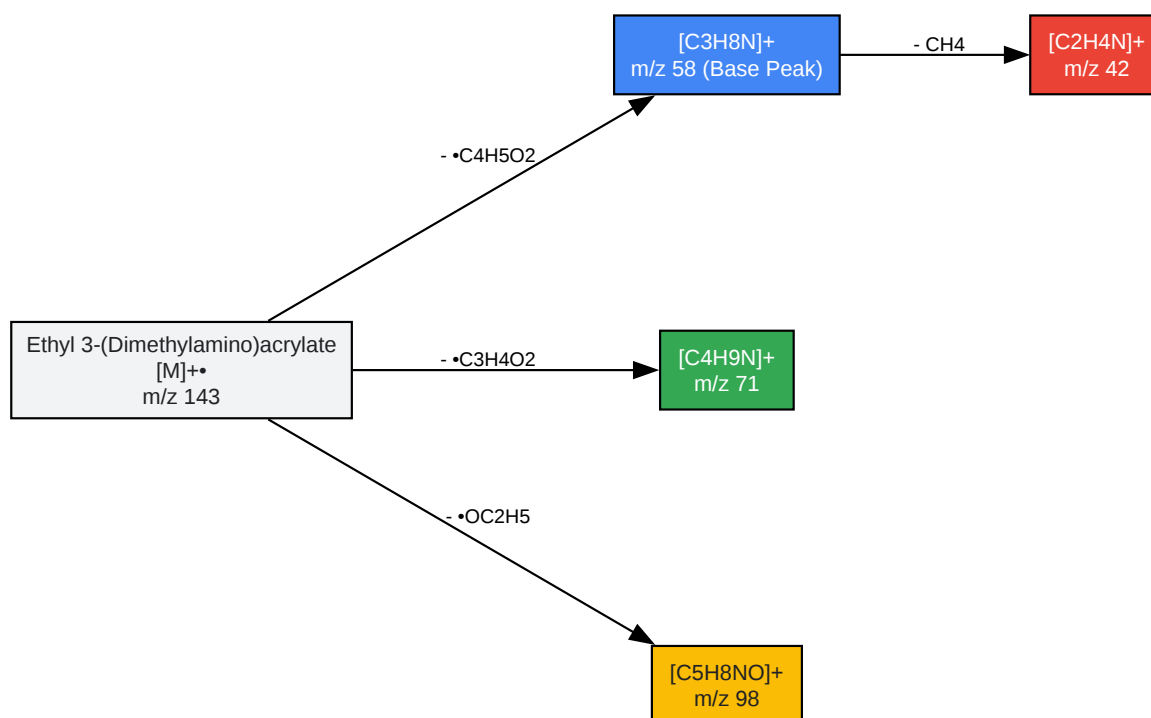 [C3H8N]+
m/z 58 (Base Peak)
- CH4
[C2H4N]+
m/z 42
- •C4H5O2
Ethyl 3-(Dimethylamino)acrylate
[M]+•
m/z 143
- •C3H4O2
[C4H9N]+
m/z 71
- •OC2H5
[C5H8NO]+
m/z 98